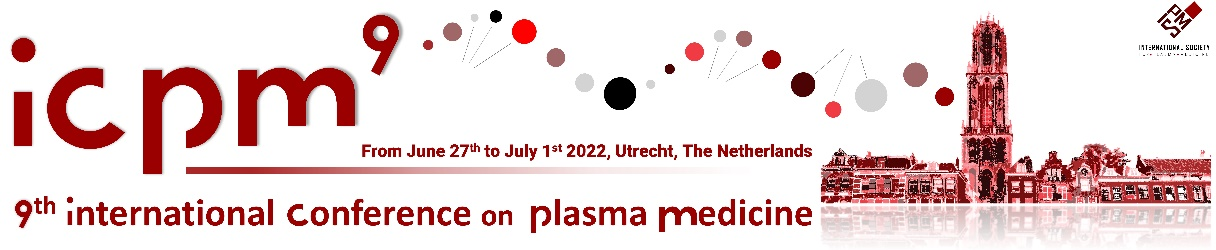 icpm9
ISPM
INTERNATIONAL SOCIETY
From June 27th to July 1st 2022, Utrecht, The Netherlands
9th international conference on plasma medicine